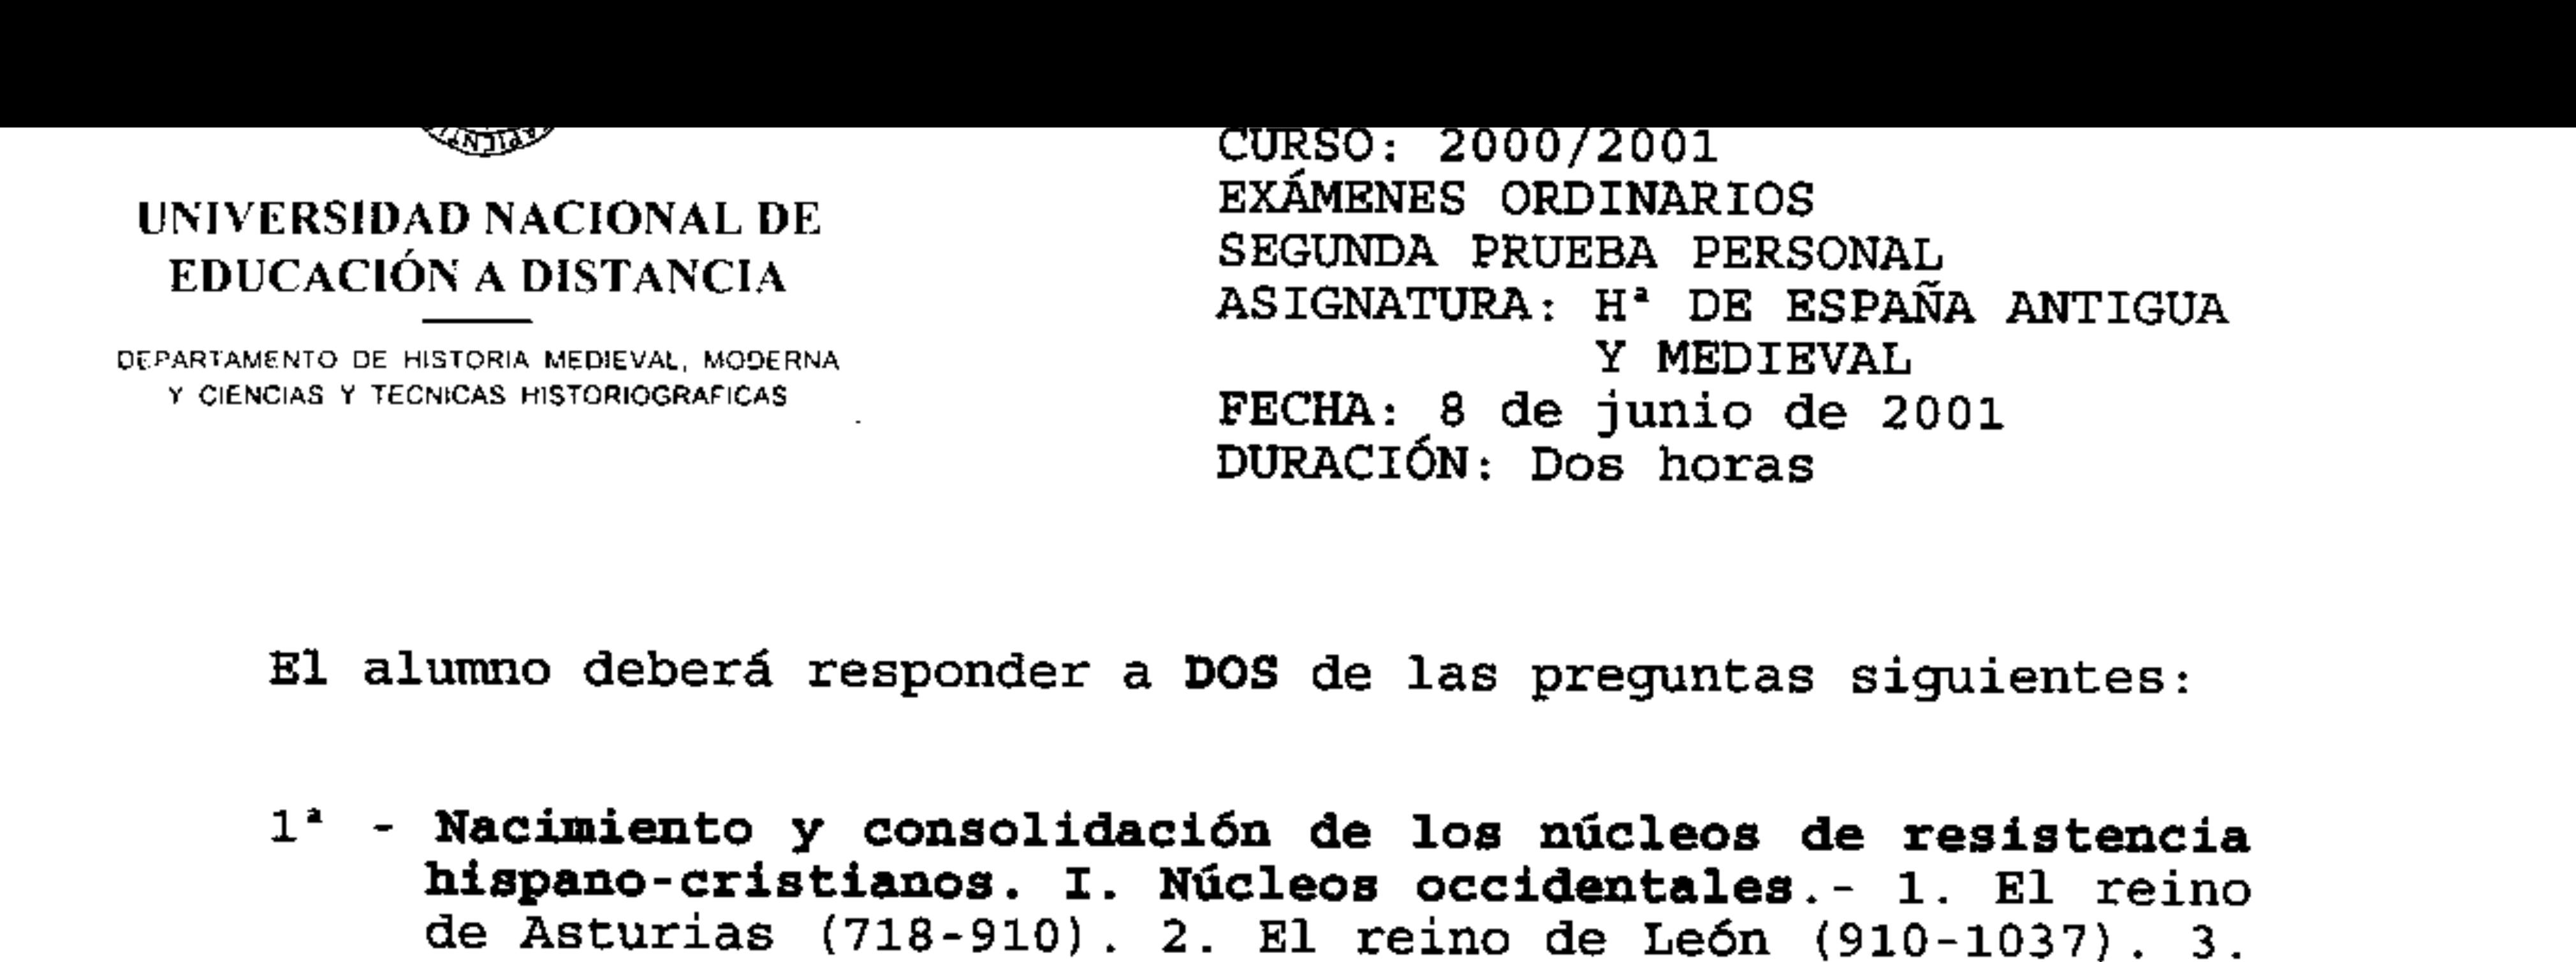 UNIVERSIDAD NACIONAL DE
EDUCACIÓN A DISTANCIA
DEPARTAMENTO DE HISTORIA MEDIEVAL, MODERNA
Y CIENCIAS Y TECNICAS HISTORIOGRAFICAS
CURSO: 2000/2001
EXÁMENES ORDINARIOS
SEGUNDA PRUEBA PERSONAL
ASIGNATURA: Hª DE ESPAÑA ANTIGUA
Y MEDIEVAL
FECHA: 8 de junio de 2001
DURACIÓN: Dos horas
El alumno deberá responder a DOS de las preguntas siguientes:
1ª - Nacimiento y consolidación de los núcleos de resistencia
hispano-cristianos. I. Núcleos occidentales.- 1. El reino
de Asturias (718-910). 2. El reino de León (910-1037). 3.